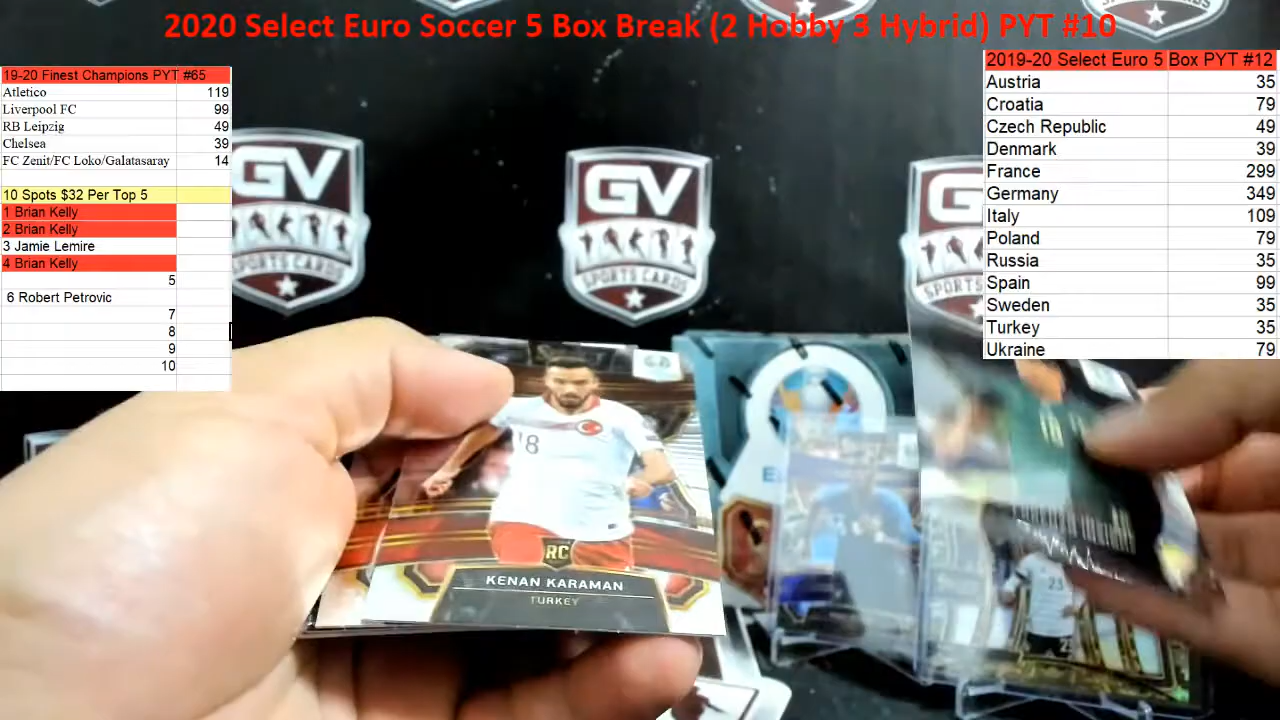 2020 Select Euro Soccer 5 Box Break (2 Hobby 3 Hybrid) PYT #10
19-20 Finest Champions PYT #65
Atletico 119
Liverpool FC 99
RB Leipzig 49
Chelsea 39
FC Zenit/FC Loko/Galatasaray 14
10 Spots $32 Per Top 5
1 Brian Kelly
2 Brian Kelly
3 Jamie Lemire
4 Brian Kelly
5
6 Robert Petrovic
7
8
9
10
2019-20 Select Euro 5 Box PYT #12
Austria 35
Croatia 79
Czech Republic 49
Denmark 39
France 299
Germany 349
Italy 109
Poland 79
Russia 35
Spain 99
Sweden 35
Turkey 35
Ukraine 79
GV
SPORTS CARDS
GV
SPORTS CARDS
SPORTS
18
RC
KENAN KARAMAN
TURKEY
23